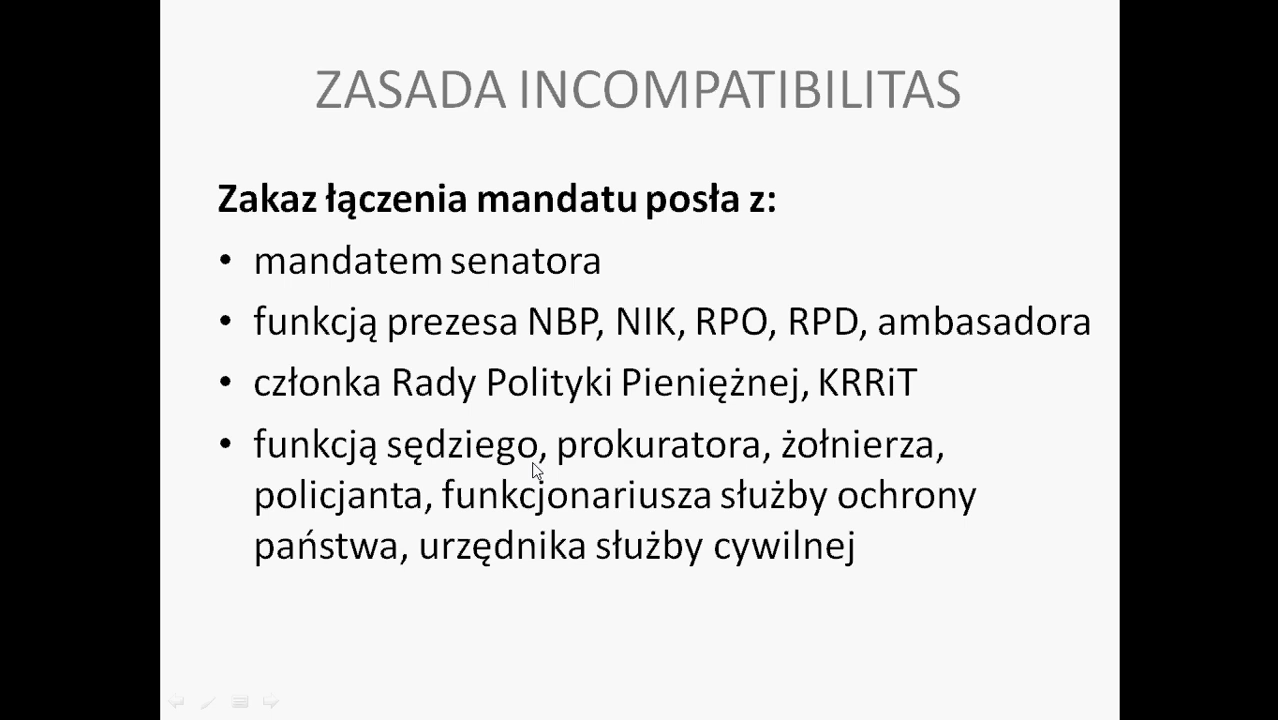 ZASADA INCOMPATIBILITAS
Zakaz łączenia mandatu posła z:
• mandatem senatora
• funkcją prezesa NBP, NIK, RPO, RPD, ambasadora
• członka Rady Polityki Pieniężnej, KRRiT
• funkcją sędziego, prokuratora, żołnierza,
policjanta, funkcjonariusza służby ochrony
państwa, urzędnika służby cywilnej